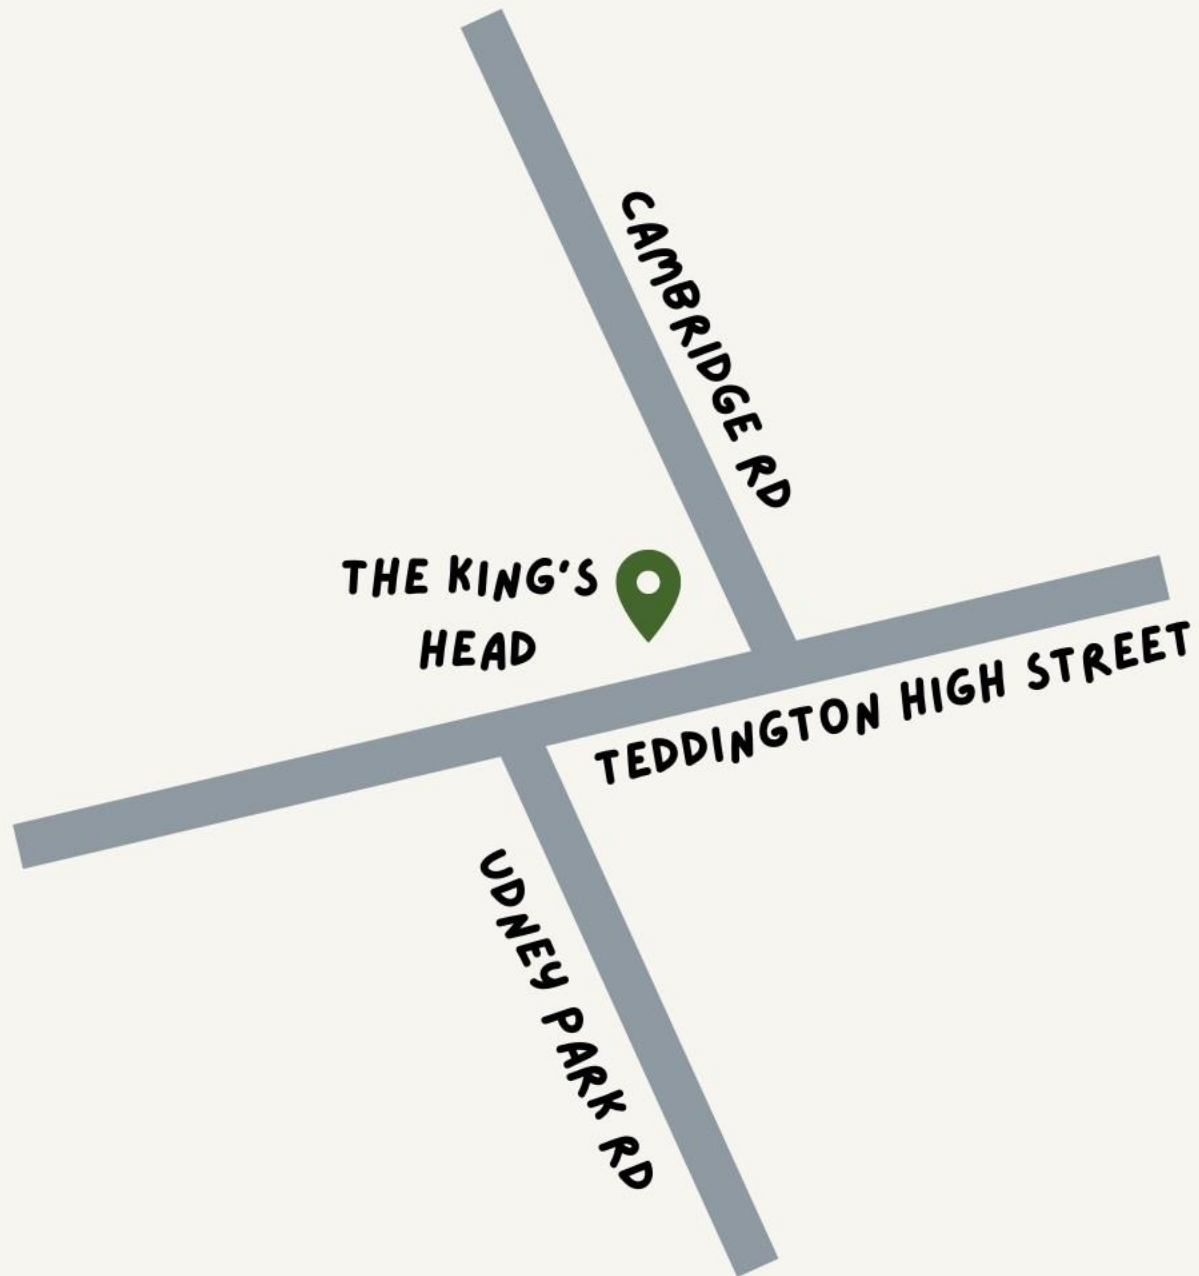 CAMBRIDGE RD
THE KING'S
HEAD
TEDDINGTON HIGH STREET
UDNEY PARK RD